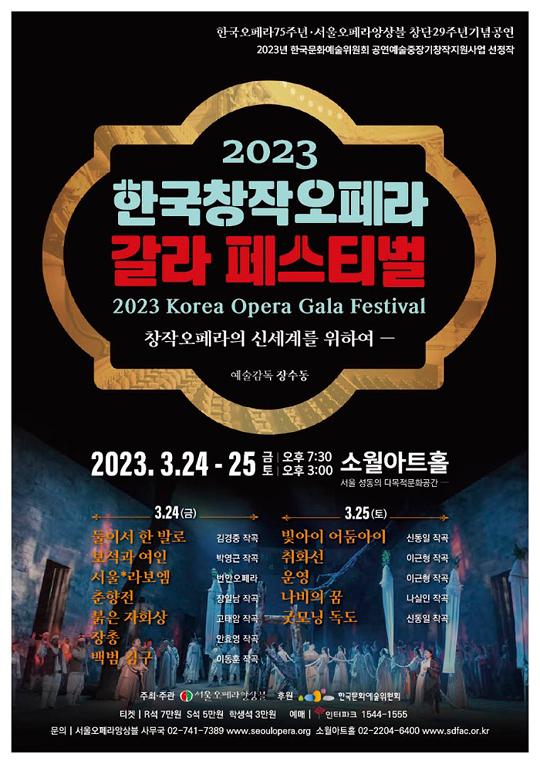 한국오페라75주년·서울오페라앙상블 창단29주년기념공연
2023년 한국문화예술위원회 공연예술중장기창작지원사업 선정작
2023
한국창작오페라
갈라 페스티벌
2023 Korea Opera Gala Festival
창작오페라의 신세계를 위하여 —
예술감독 장수동
2023. 3.24 - 25 금 | 오후 7:30 소월아트홀
토 | 오후 3:00
서울 성동의 다목적문화공간 —
3.24(금)
둘이서 한 발로 김경중 작곡
보석과 여인 박영근 작곡
서울*라보엠 번안오페라
춘향전 장일남 작곡
붉은 자화상 고태암 작곡
장총 안효영 작곡
백범 김구 이동훈 작곡
3.25(토)
빛아이 어둠아이 신동일 작곡
취화선 이근형 작곡
운영 이근형 작곡
나비의 꿈 나실인 작곡
굿모닝 독도 신동일 작곡
주최·주관 서울오페라앙상블 후원 한국문화예술위원회
티켓 | R석 7만원 S석 5만원 학생석 3만원 예매 | 인터파크 1544-1555
문의 | 서울오페라앙상블 사무국 02-741-7389 www.seoulopera.org 소월아트홀 02-2204-6400 www.sdfac.or.kr